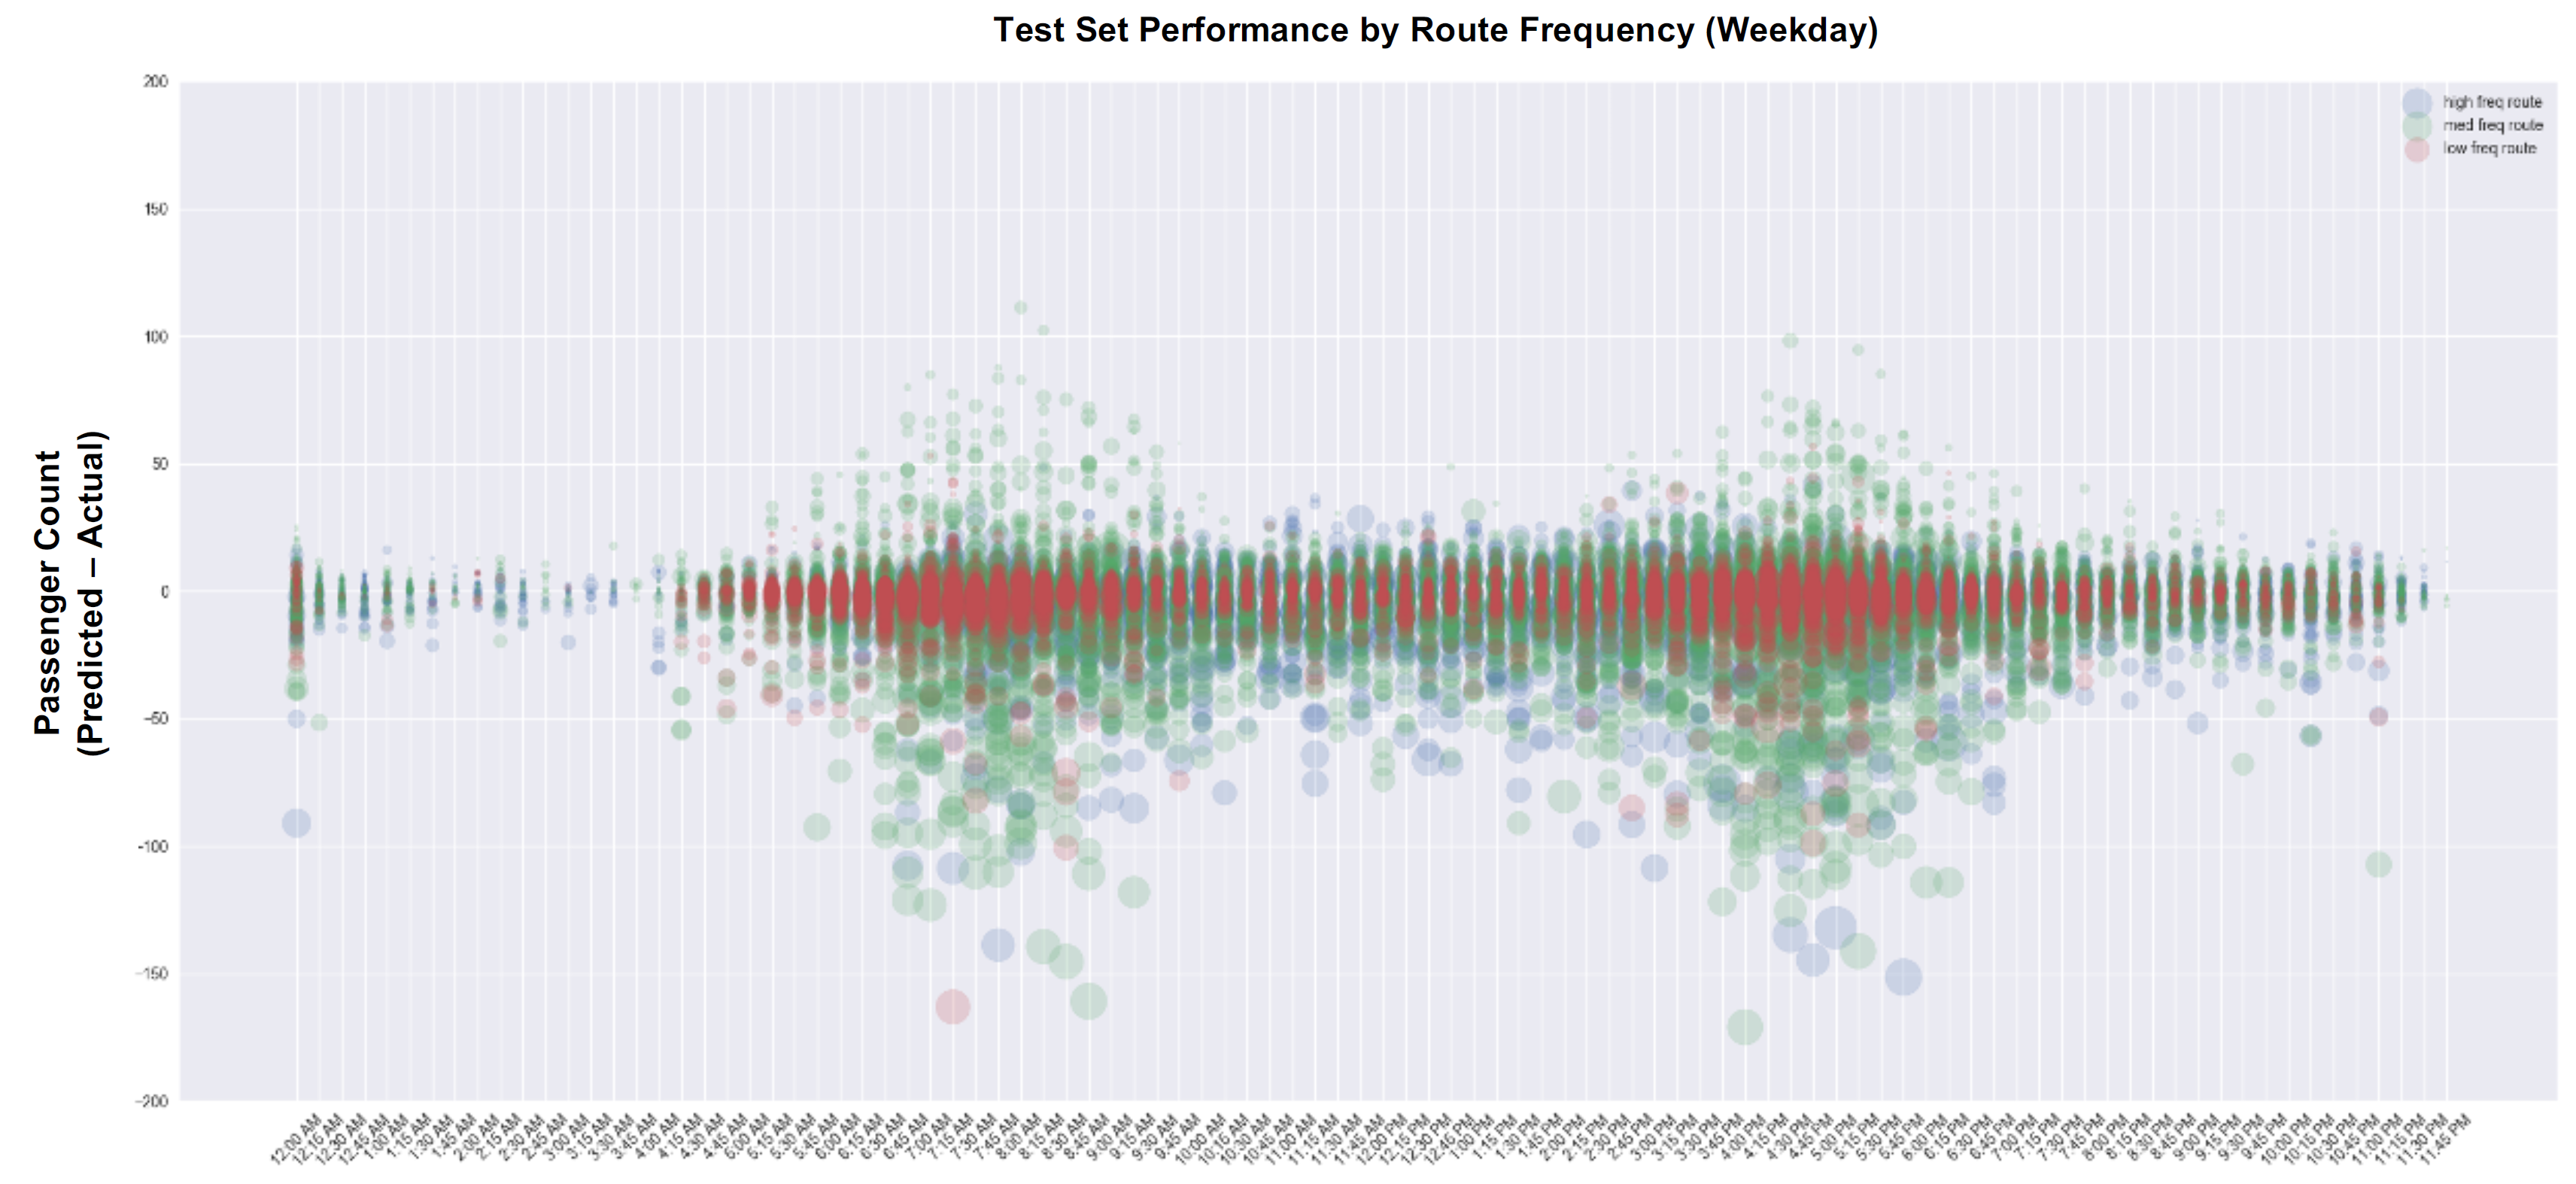 Test Set Performance by Route Frequency (Weekday)
high freq route
med freq route
low freq route
Passenger Count
(Predicted – Actual)
200
150
100
50
0
−50
−100
−150
−200
12:00 AM
12:15 AM
12:30 AM
12:45 AM
1:00 AM
1:15 AM
1:30 AM
1:45 AM
2:00 AM
2:15 AM
2:30 AM
2:45 AM
3:00 AM
3:15 AM
3:30 AM
3:45 AM
4:00 AM
4:15 AM
4:30 AM
4:45 AM
5:00 AM
5:15 AM
5:30 AM
5:45 AM
6:00 AM
6:15 AM
6:30 AM
6:45 AM
7:00 AM
7:15 AM
7:30 AM
7:45 AM
8:00 AM
8:15 AM
8:30 AM
8:45 AM
9:00 AM
9:15 AM
9:30 AM
9:45 AM
10:00 AM
10:15 AM
10:30 AM
10:45 AM
11:00 AM
11:15 AM
11:30 AM
11:45 AM
12:00 PM
12:15 PM
12:30 PM
12:45 PM
1:00 PM
1:15 PM
1:30 PM
1:45 PM
2:00 PM
2:15 PM
2:30 PM
2:45 PM
3:00 PM
3:15 PM
3:30 PM
3:45 PM
4:00 PM
4:15 PM
4:30 PM
4:45 PM
5:00 PM
5:15 PM
5:30 PM
5:45 PM
6:00 PM
6:15 PM
6:30 PM
6:45 PM
7:00 PM
7:15 PM
7:30 PM
7:45 PM
8:00 PM
8:15 PM
8:30 PM
8:45 PM
9:00 PM
9:15 PM
9:30 PM
9:45 PM
10:00 PM
10:15 PM
10:30 PM
10:45 PM
11:00 PM
11:15 PM
11:30 PM
11:45 PM